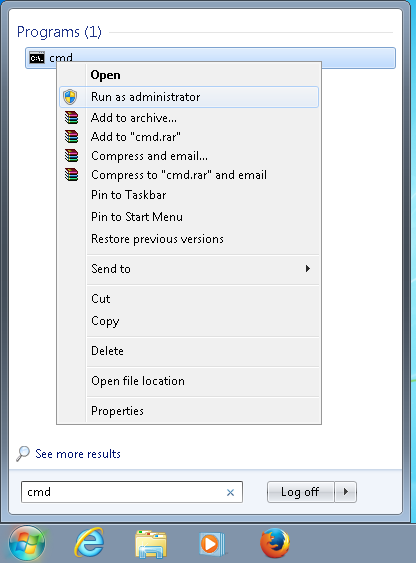 Programs (1)
cmd
Open
Run as administrator
Add to archive...
Add to "cmd.rar"
Compress and email...
Compress to "cmd.rar" and email
Pin to Taskbar
Pin to Start Menu
Restore previous versions
Send to
Cut
Copy
Delete
Open file location
Properties
See more results
cmd
Log off